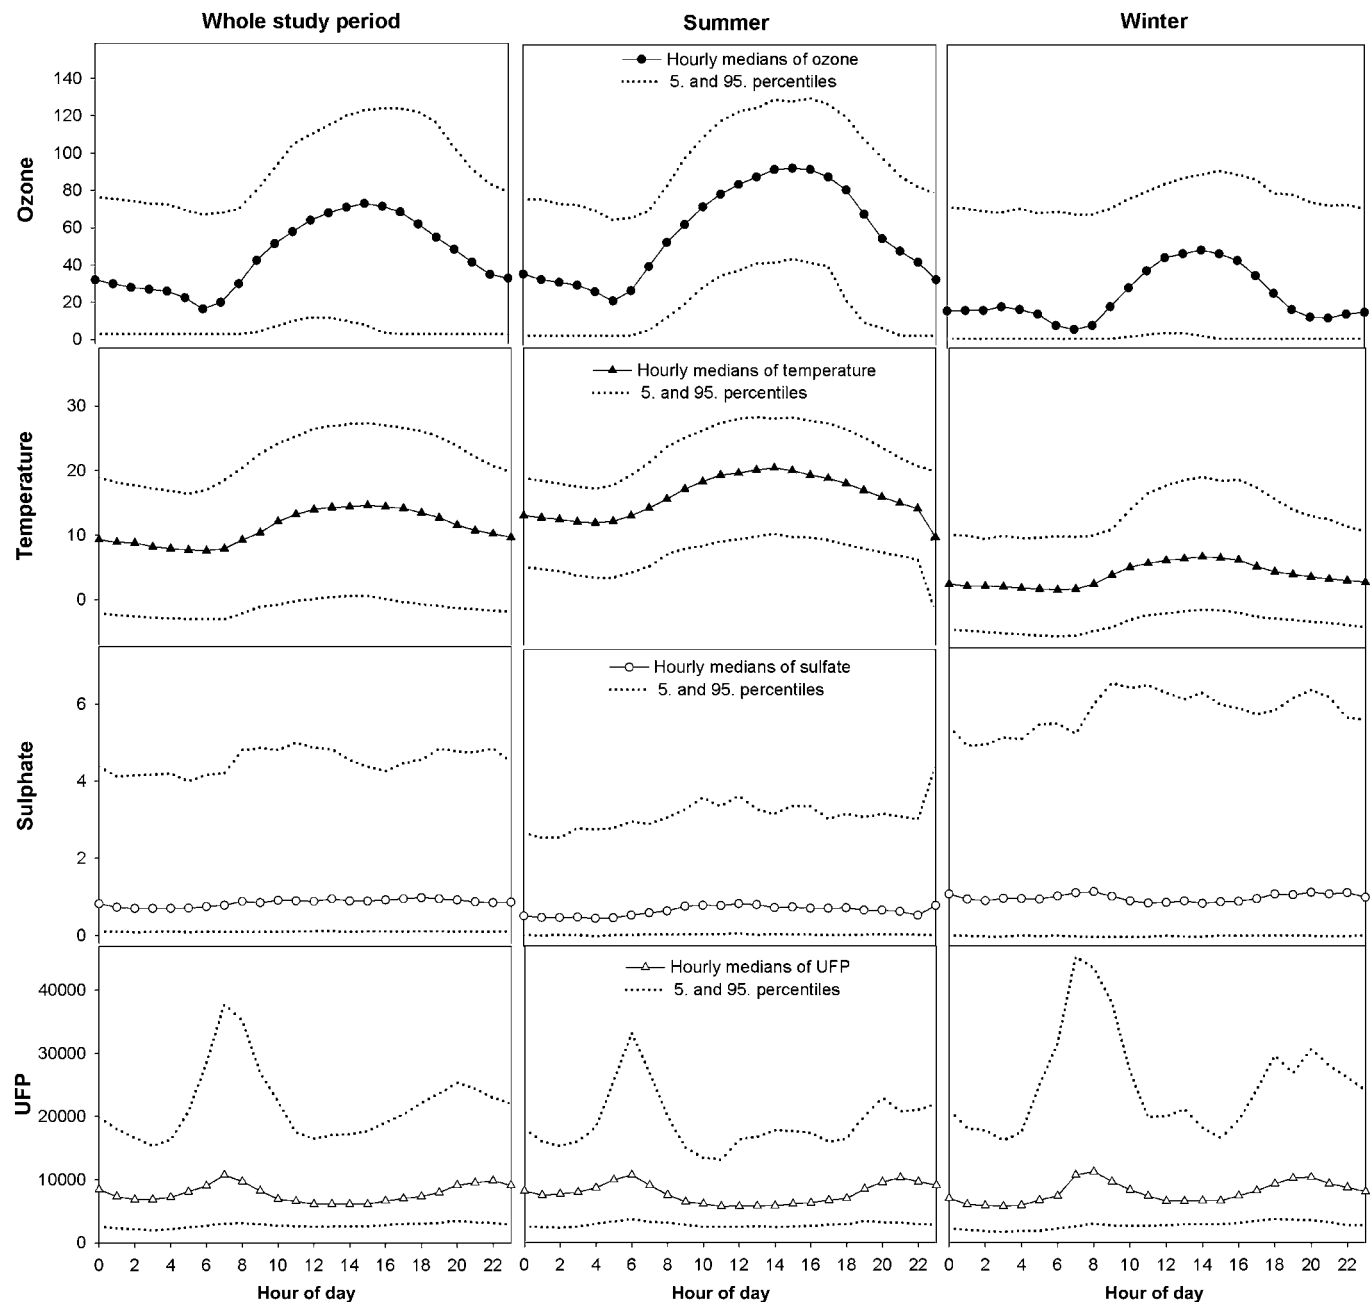 Whole study period Summer Winter
Ozone
140
120
100
80
60
40
20
0
Hourly medians of ozone
5. and 95. percentiles
Temperature
30
20
10
0
Hourly medians of temperature
5. and 95. percentiles
Sulphate
6
4
2
0
Hourly medians of sulfate
5. and 95. percentiles
UFP
40000
30000
20000
10000
0
Hourly medians of UFP
5. and 95. percentiles
0 2 4 6 8 10 12 14 16 18 20 22 0 2 4 6 8 10 12 14 16 18 20 22 0 2 4 6 8 10 12 14 16 18 20 22
Hour of day Hour of day Hour of day